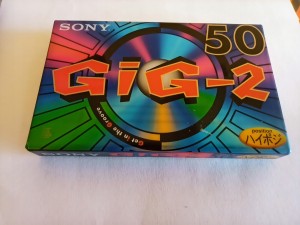 SONY
50
GiG-2
Get in the Groove
position
ハイポジ
SONY